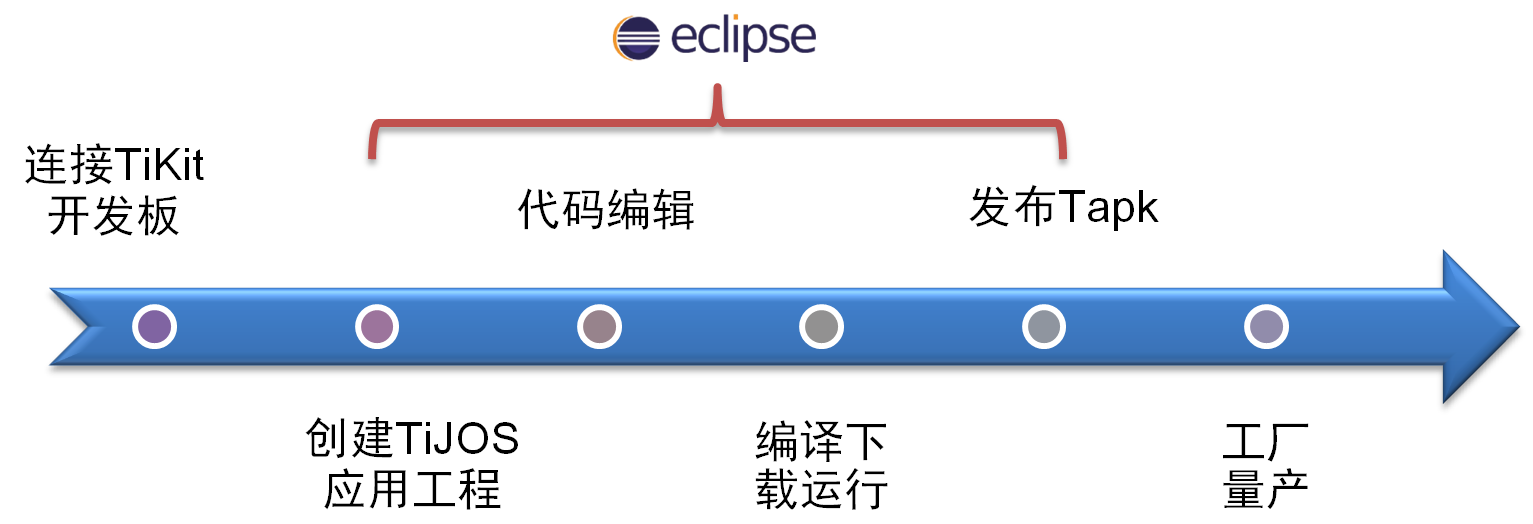 eclipse
连接TiKit
开发板
代码编辑
发布Tapk
创建TiJOS
应用工程
编译下
载运行
工厂
量产